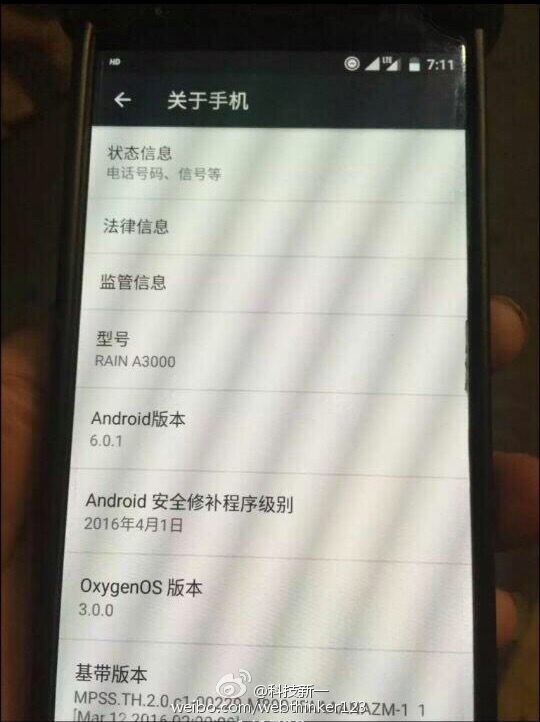 HD LTE 7:11
关于手机
状态信息
电话号码、信号等
法律信息
监管信息
型号
RAIN A3000
Android版本
6.0.1
Android 安全修补程序级别
2016年4月1日
OxygenOS 版本
3.0.0
基带版本
@科技新一
MPSS.TH.2.0.c1-00229
weibo.com/webthinker123
AZM-1 1
[Mar 12 2016